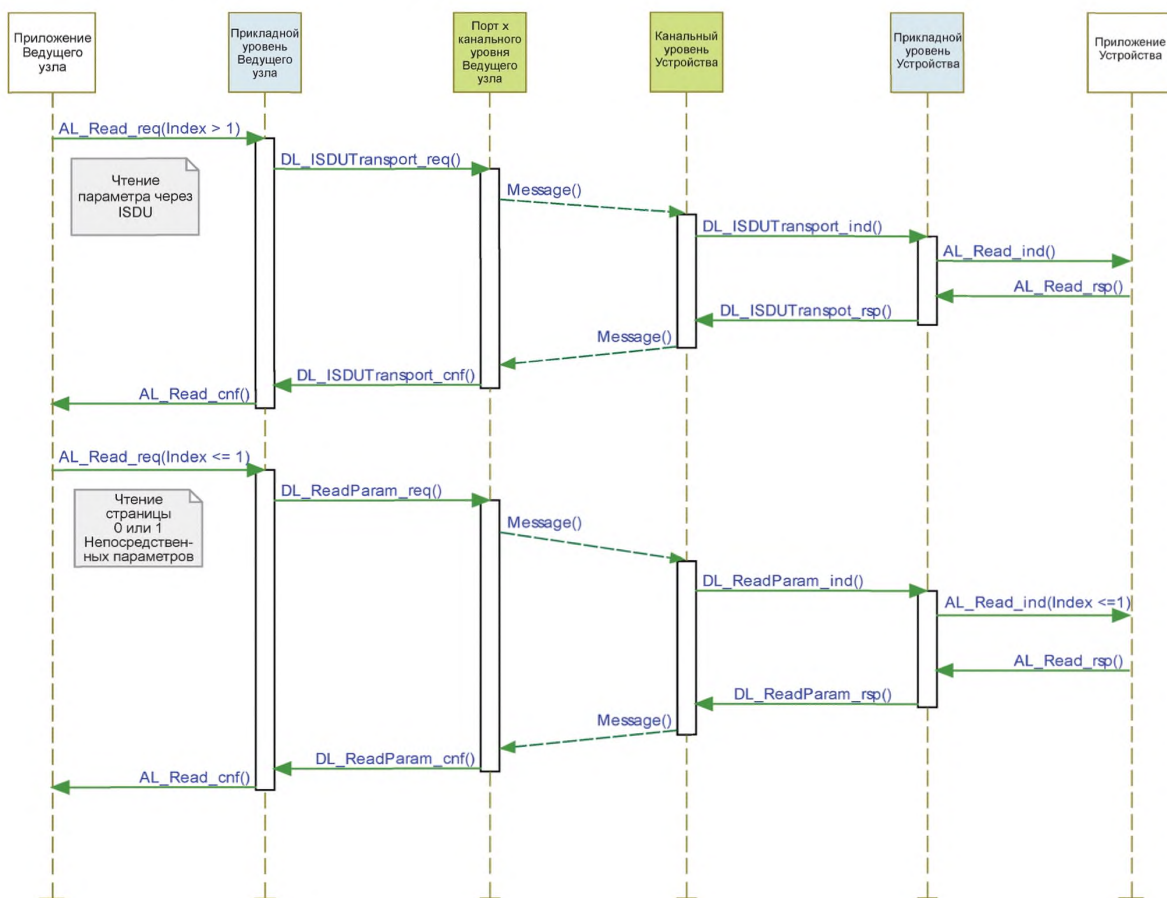 Приложение
Ведущего
узла
Прикладной
уровень
Ведущего
узла
Порт x
канального
уровня
Ведущего
узла
Канальный
уровень
Устройства
Прикладной
уровень
Устройства
Приложение
Устройства
AL_Read_req(Index > 1)
Чтение
параметра через
ISDU
DL_ISDUTransport_req()
Message()
DL_ISDUTransport_ind()
AL_Read_ind()
AL_Read_rsp()
DL_ISDUTranspot_rsp()
Message()
DL_ISDUTransport_cnf()
AL_Read_cnf()
AL_Read_req(Index <= 1)
Чтение
страницы
0 или 1
Непосредствен-
ных параметров
DL_ReadParam_req()
Message()
DL_ReadParam_ind()
AL_Read_ind(Index <=1)
AL_Read_rsp()
DL_ReadParam_rsp()
Message()
DL_ReadParam_cnf()
AL_Read_cnf()